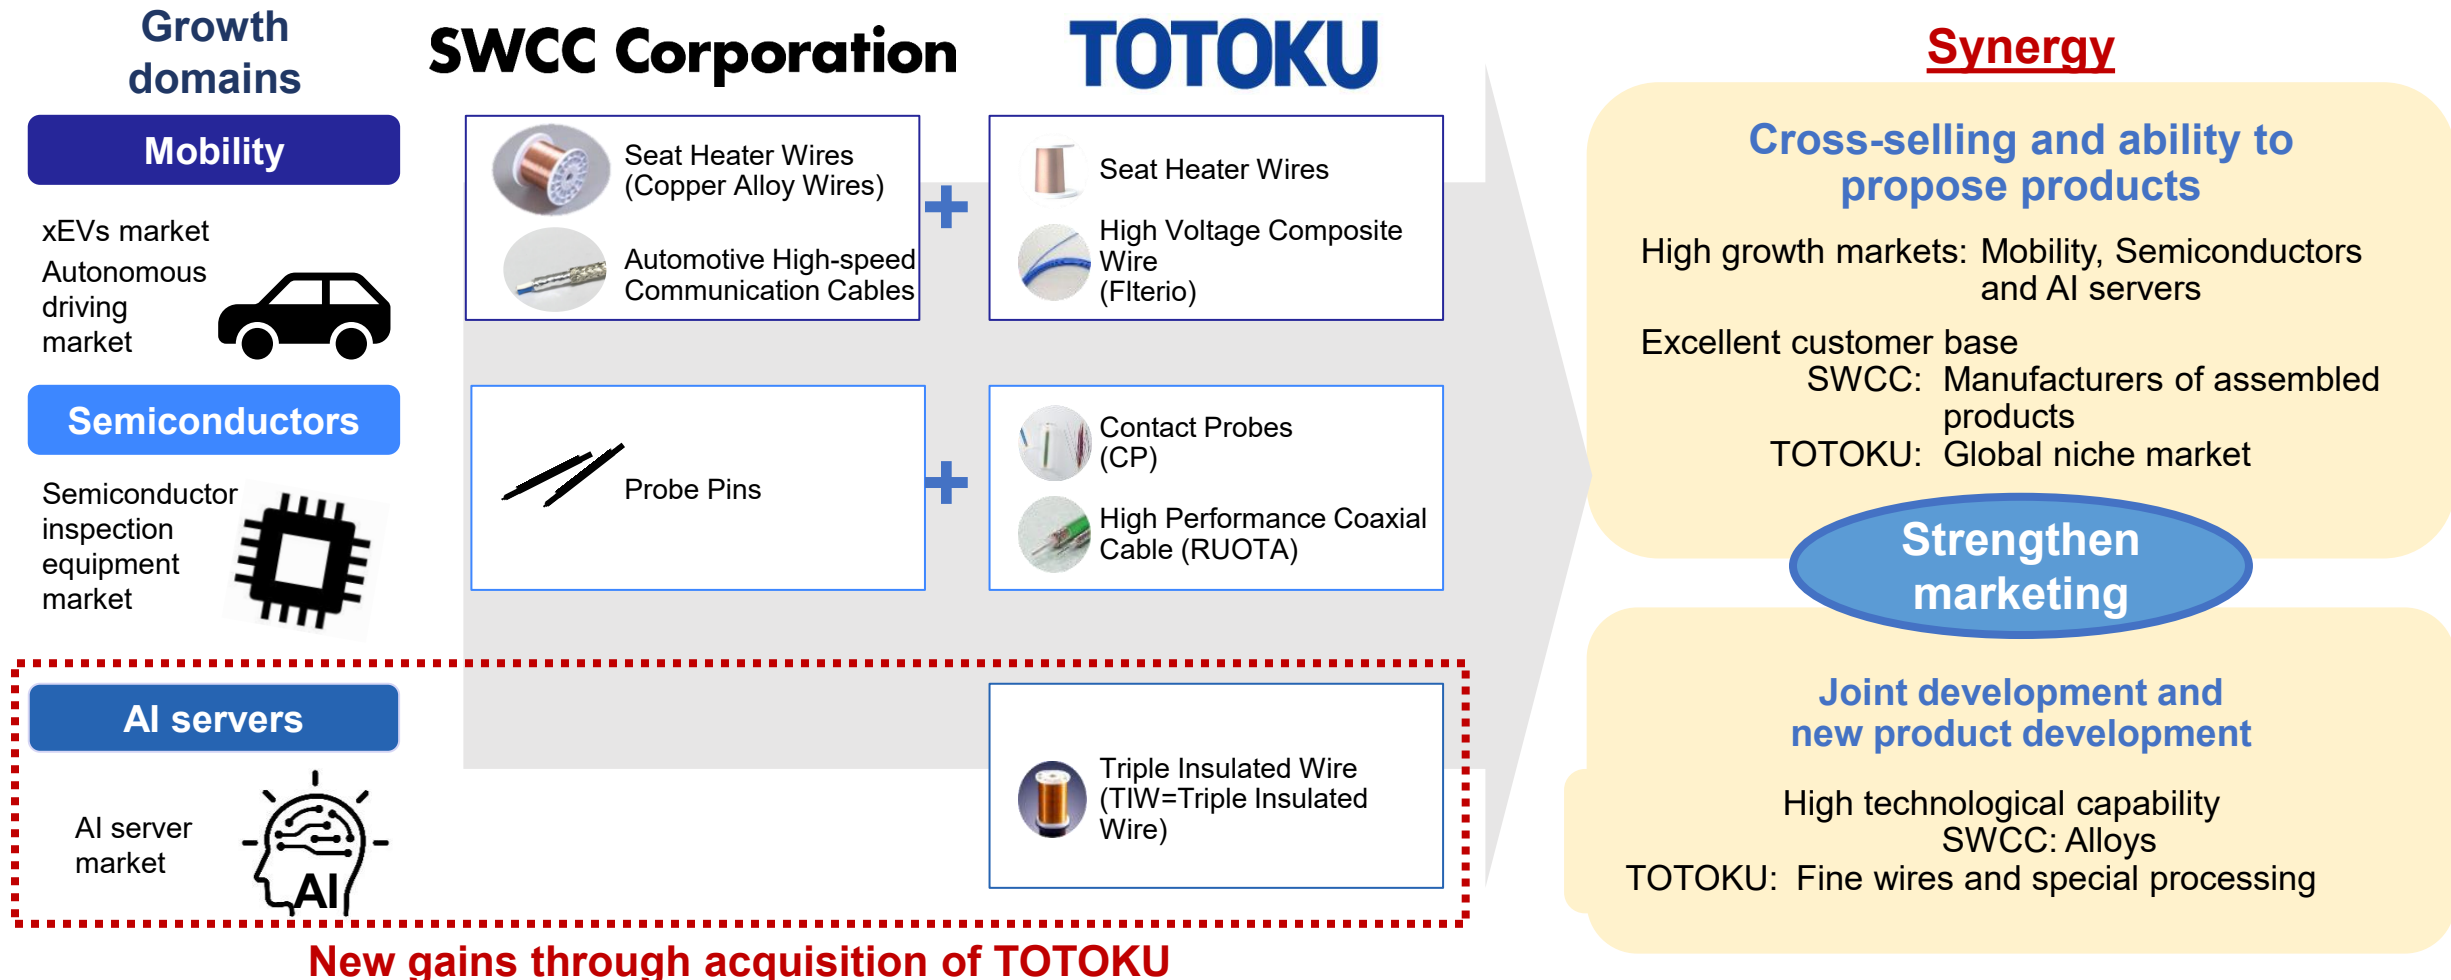 Growth
domains
SWCC Corporation
TOTOKU
Synergy
Mobility
xEVs market
Autonomous
driving
market
Seat Heater Wires
(Copper Alloy Wires)
Automotive High-speed
Communication Cables
+
Seat Heater Wires
High Voltage Composite
Wire
(Flterio)
Semiconductors
Semiconductor
inspection
equipment
market
Probe Pins
+
Contact Probes
(CP)
High Performance Coaxial
Cable (RUOTA)
AI servers
AI server
market
AI
Triple Insulated Wire
(TIW=Triple Insulated
Wire)
New gains through acquisition of TOTOKU
Cross-selling and ability to
propose products
High growth markets: Mobility, Semiconductors
and AI servers
Excellent customer base
SWCC: Manufacturers of assembled
products
TOTOKU: Global niche market
Strengthen
marketing
Joint development and
new product development
High technological capability
SWCC: Alloys
TOTOKU: Fine wires and special processing